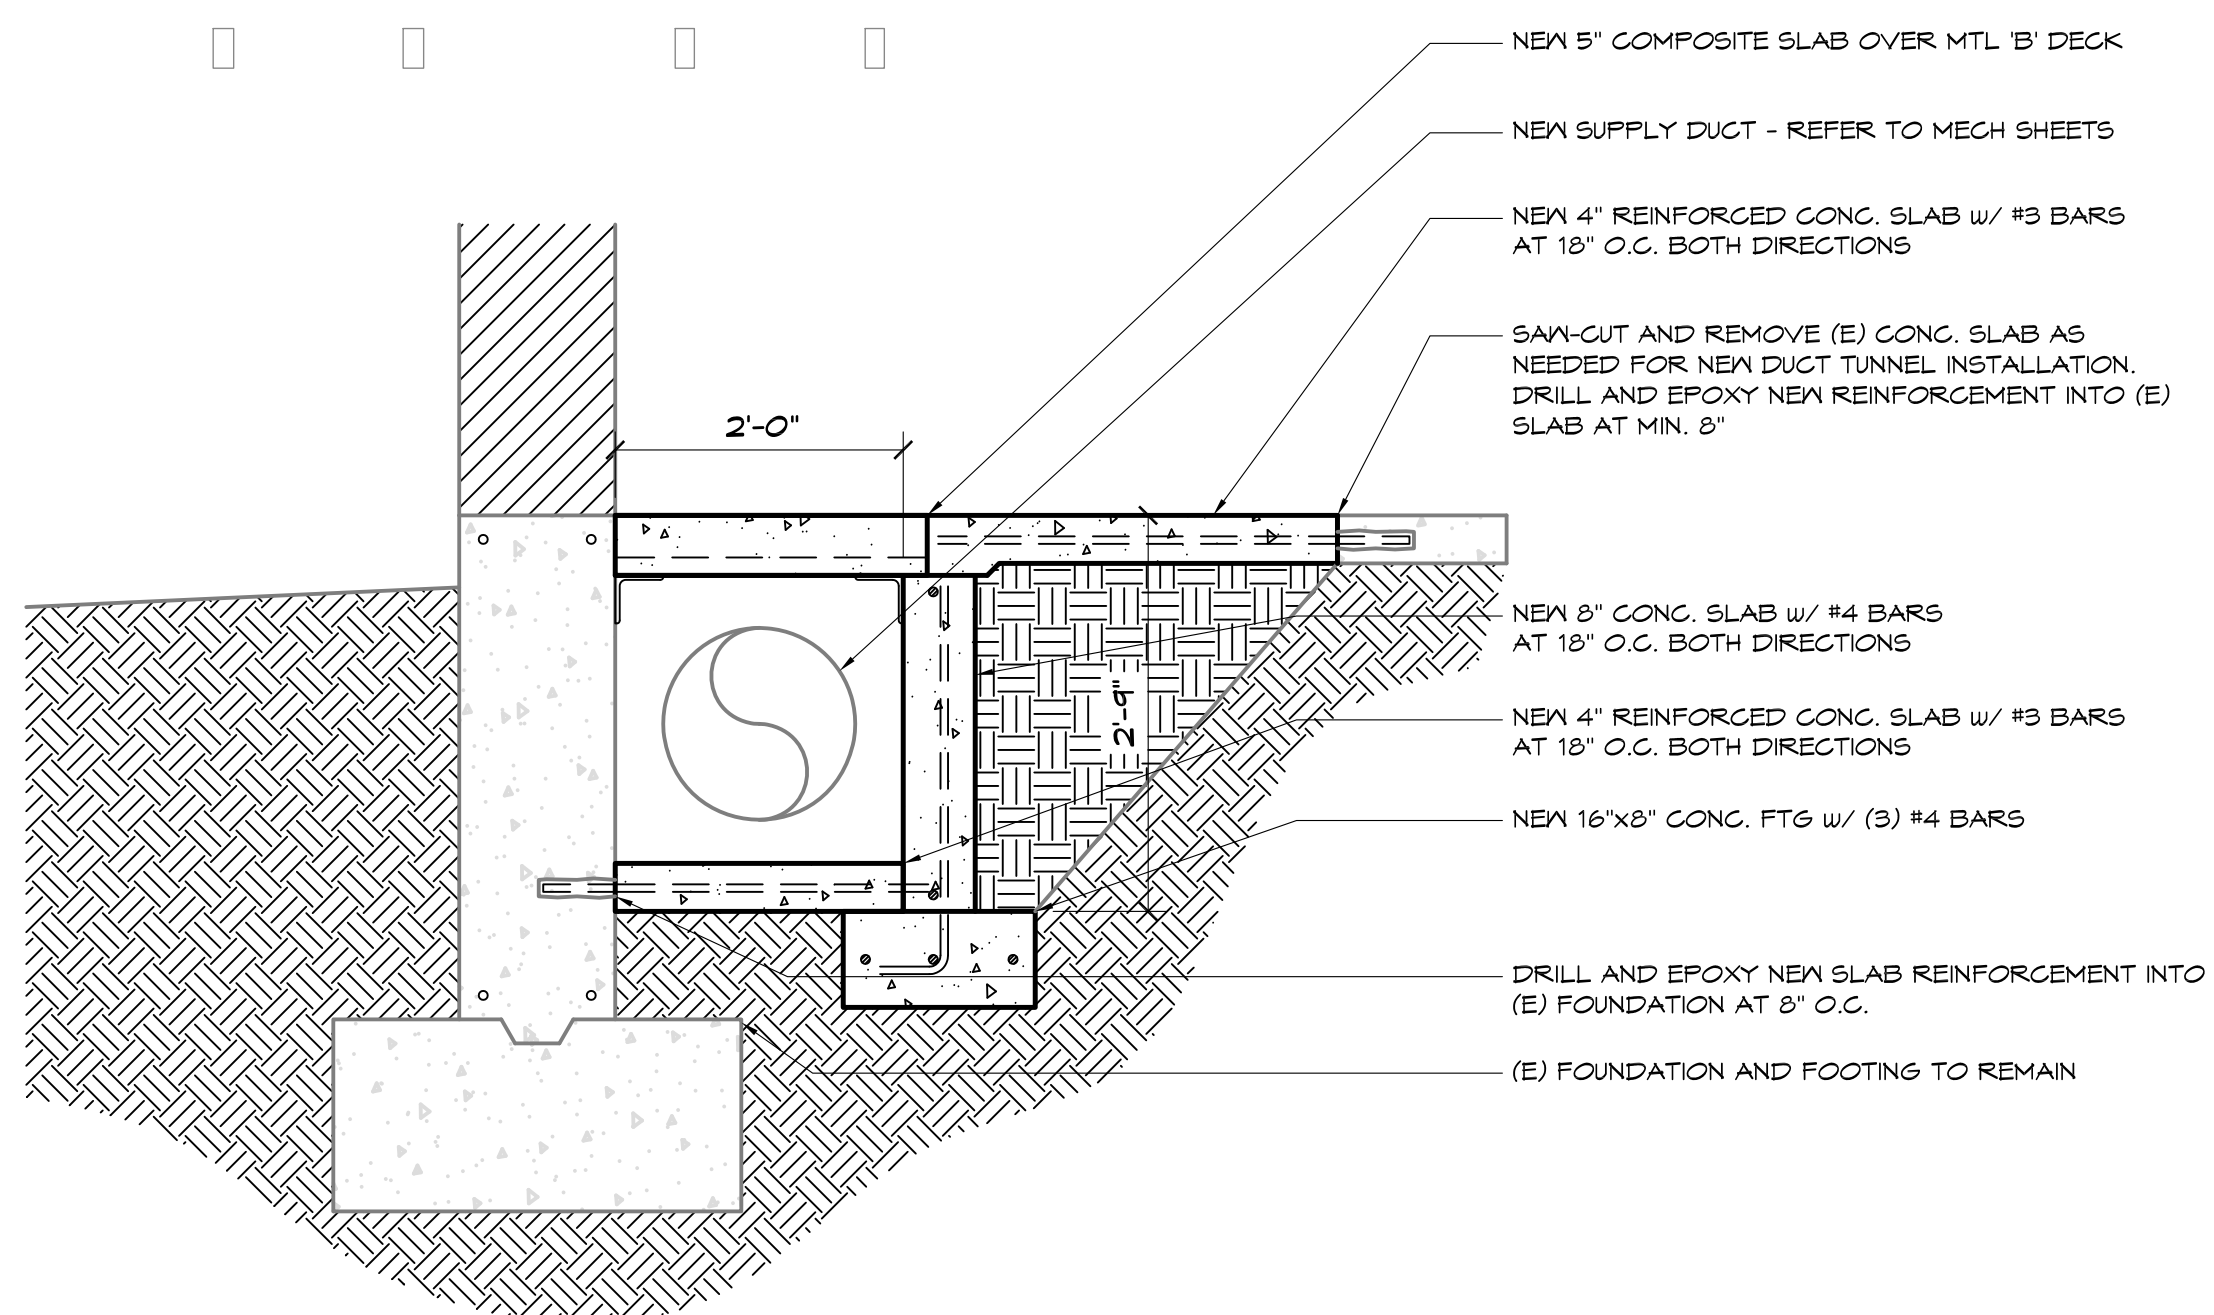 NEW 5" COMPOSITE SLAB OVER MTL 'B' DECK
NEW SUPPLY DUCT - REFER TO MECH SHEETS
NEW 4" REINFORCED CONC. SLAB w/ #3 BARS
AT 18" O.C. BOTH DIRECTIONS
SAW-CUT AND REMOVE (E) CONC. SLAB AS
NEEDED FOR NEW DUCT TUNNEL INSTALLATION.
DRILL AND EPOXY NEW REINFORCEMENT INTO (E)
SLAB AT MIN. 8"
2'-0"
NEW 8" CONC. SLAB w/ #4 BARS
AT 18" O.C. BOTH DIRECTIONS
2'-9"
NEW 4" REINFORCED CONC. SLAB w/ #3 BARS
AT 18" O.C. BOTH DIRECTIONS
NEW 16"x8" CONC. FTG w/ (3) #4 BARS
DRILL AND EPOXY NEW SLAB REINFORCEMENT INTO
(E) FOUNDATION AT 8" O.C.
(E) FOUNDATION AND FOOTING TO REMAIN